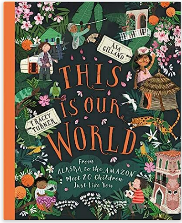 ASA GILLAND
THIS
IS OUR
TRACEY TURNER
WORLD
From
ALASKA to the AMAZON
Meet 20 Children
Just Like You